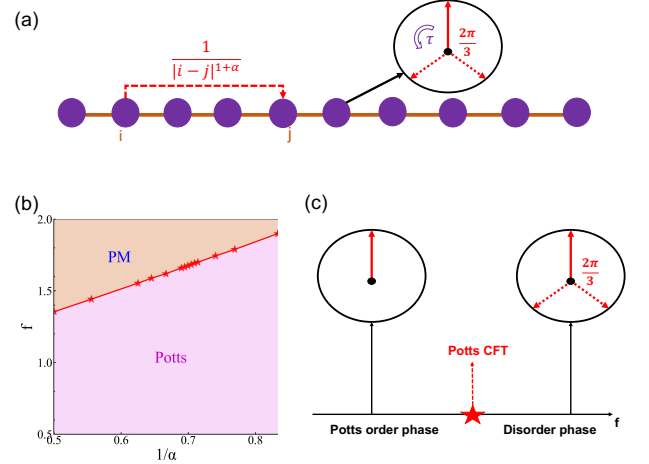 (a)
1
|i − j|^{1+α}
τ
2π
3
i
j
(b)
2.0
1.5
1.0
0.5
f
PM
Potts
0.5
0.6
0.7
0.8
1/α
(c)
2π
3
Potts CFT
Potts order phase
Disorder phase
f